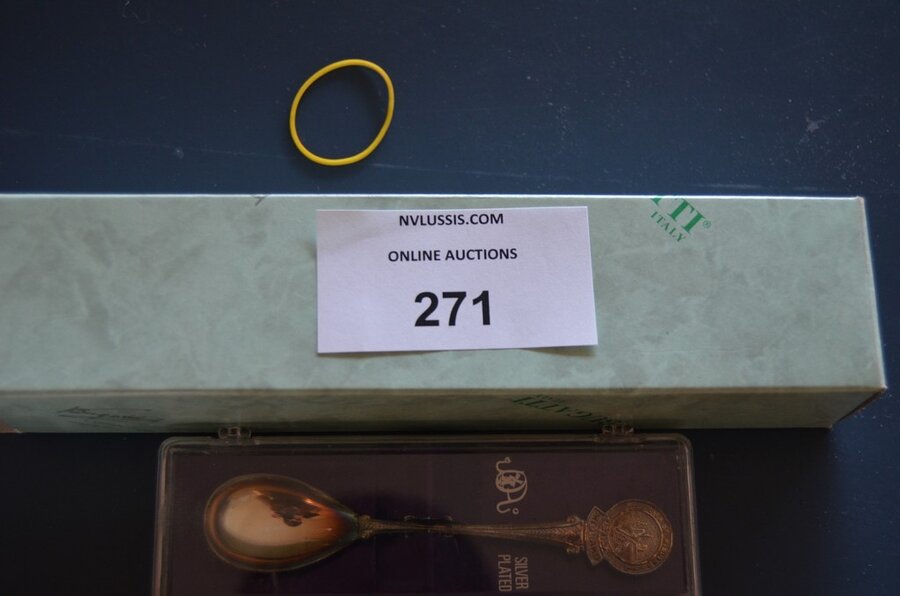 NVLUSSIS.COM
ONLINE AUCTIONS
271
ITALY
SILVER
PLATED